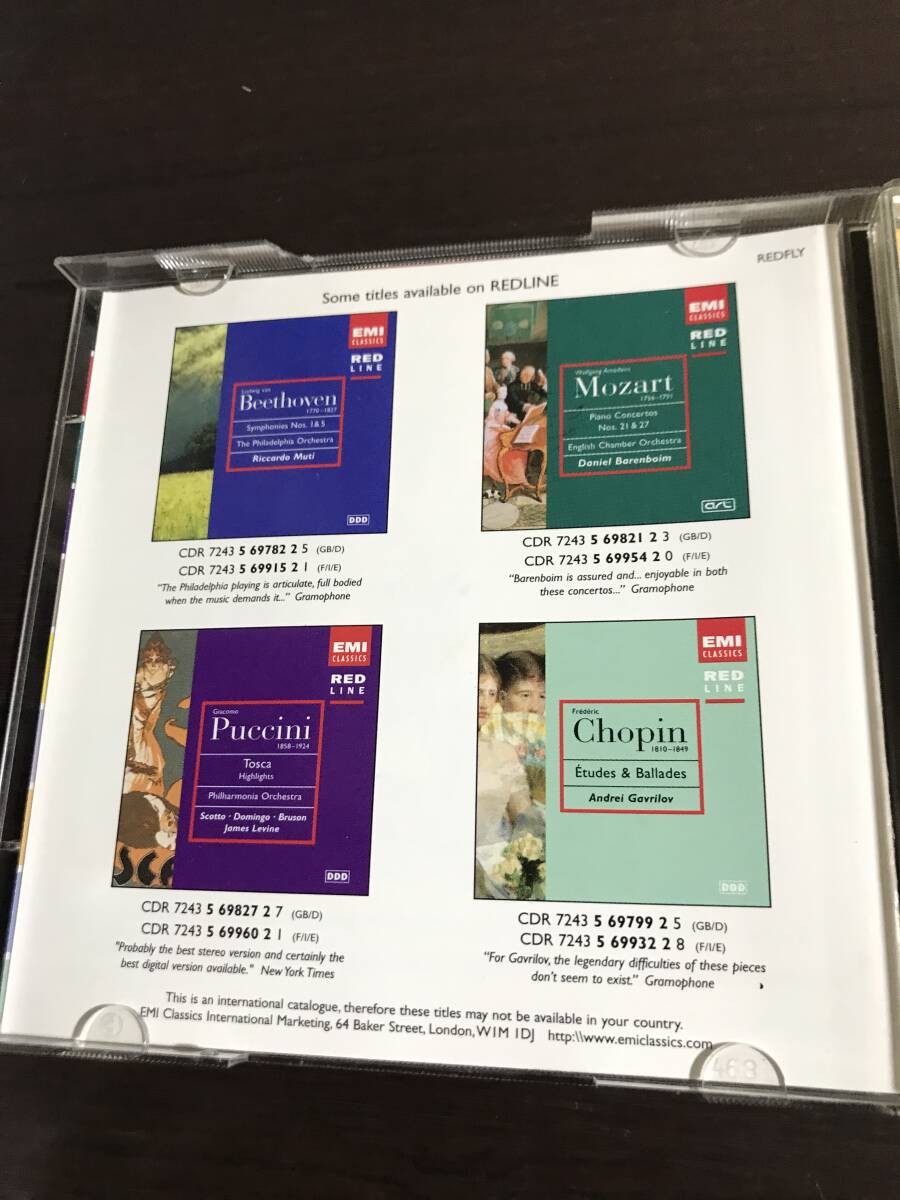 REDFLY
Some titles available on REDLINE
EMI
CLASSICS
RED
LINE
Ludwig van
Beethoven
1770–1827
Symphonies Nos. 1 & 5
The Philadelphia Orchestra
Riccardo Muti
DDD
CDR 7243 5 69782 2 5 (GB/D)
CDR 7243 5 69915 2 1 (F/I/E)
"The Philadelphia playing is articulate, full bodied
when the music demands it..." Gramophone
EMI
CLASSICS
RED
LINE
Wolfgang Amadeus
Mozart
1756–1791
Piano Concertos
Nos. 21 & 27
English Chamber Orchestra
Daniel Barenboim
art
CDR 7243 5 69821 2 3 (GB/D)
CDR 7243 5 69954 2 0 (F/I/E)
"Barenboim is assured and... enjoyable in both
these concertos..." Gramophone
EMI
CLASSICS
RED
LINE
Giacomo
Puccini
1858–1924
Tosca
Highlights
Philharmonia Orchestra
Scotto · Domingo · Bruson
James Levine
DDD
CDR 7243 5 69827 2 7 (GB/D)
CDR 7243 5 69960 2 1 (F/I/E)
"Probably the best stereo version and certainly the
best digital version available." New York Times
EMI
CLASSICS
RED
LINE
Frédéric
Chopin
1810–1849
Études & Ballades
Andrei Gavrilov
DDD
CDR 7243 5 69799 2 5 (GB/D)
CDR 7243 5 69932 2 8 (F/I/E)
"For Gavrilov, the legendary difficulties of these pieces
don't seem to exist." Gramophone
This is an international catalogue, therefore these titles may not be available in your country.
EMI Classics International Marketing, 64 Baker Street, London, W1M 1DJ http:\\www.emiclassics.com